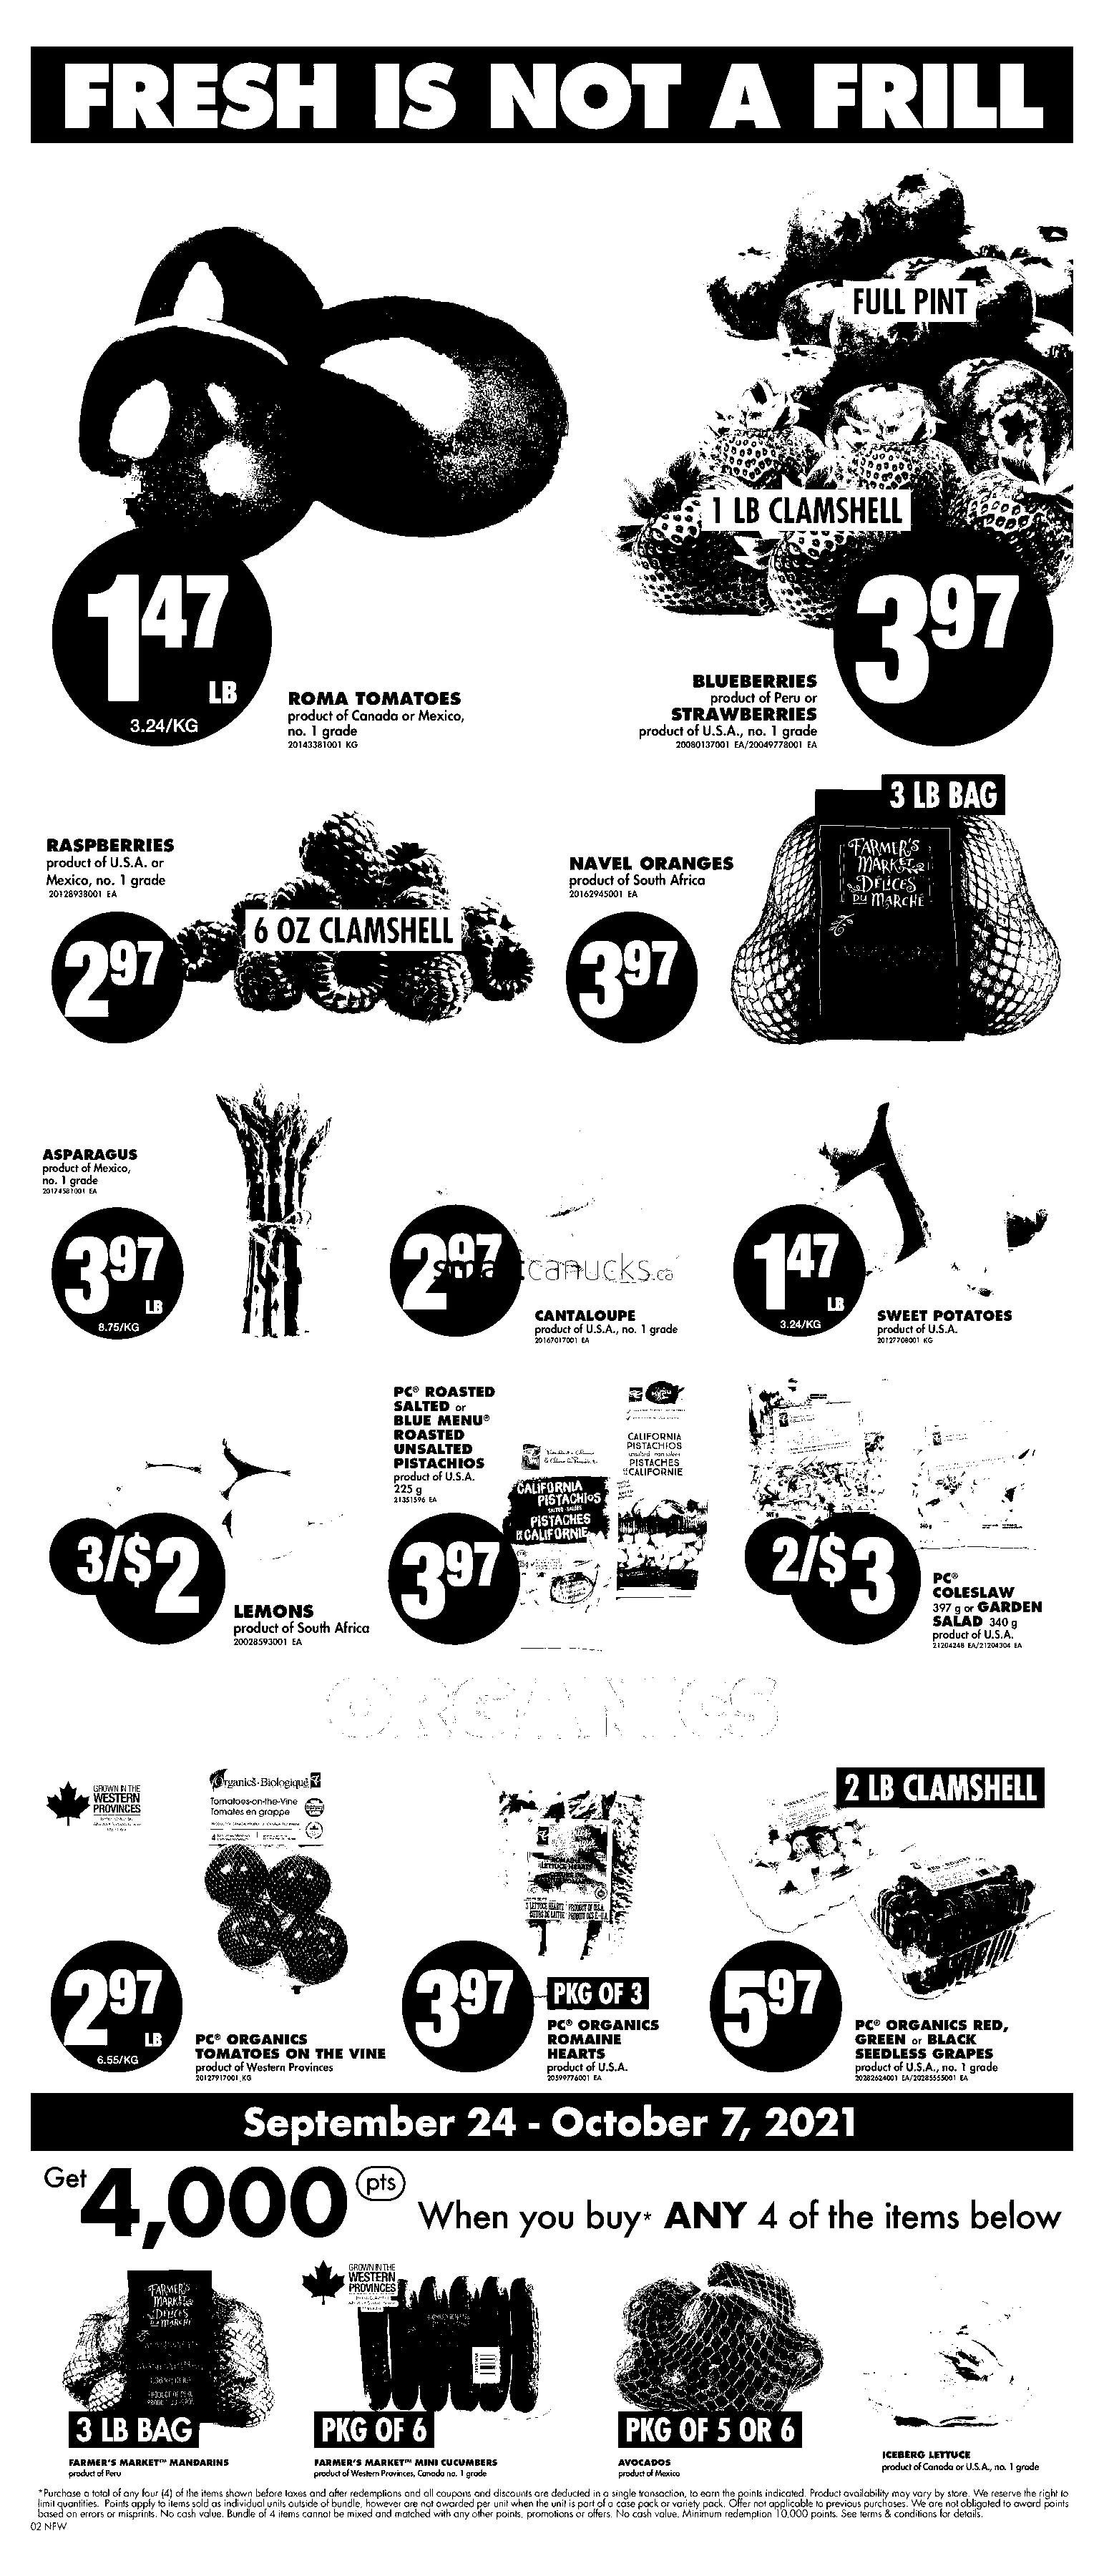 FRESH IS NOT A FRILL
FULL PINT
1 LB CLAMSHELL
1 47
LB
3.24/KG
ROMA TOMATOES
product of Canada or Mexico,
no. 1 grade
20143381001 KG
BLUEBERRIES
product of Peru or
STRAWBERRIES
product of U.S.A., no. 1 grade
20080137001 EA/20049778001 EA
3 97
RASPBERRIES
product of U.S.A. or
Mexico, no. 1 grade
20128938001 EA
2 97
6 OZ CLAMSHELL
NAVEL ORANGES
product of South Africa
20162945001 EA
3 97
3 LB BAG
FARMER'S
MARKET
DÉLICES
DU MARCHÉ
ASPARAGUS
product of Mexico,
no. 1 grade
20174581001 EA
3 97
LB
8.75/KG
2 97
smartcanucks.ca
CANTALOUPE
product of U.S.A., no. 1 grade
20167017001 EA
1 47
LB
3.24/KG
SWEET POTATOES
product of U.S.A.
20127708001 KG
3/$2
LEMONS
product of South Africa
20028593001 EA
PC® ROASTED
SALTED or
BLUE MENU®
ROASTED
UNSALTED
PISTACHIOS
product of U.S.A.
225 g
21351596 EA
3 97
CALIFORNIA
PISTACHIOS
PISTACHES
CALIFORNIE
CALIFORNIA
PISTACHIOS
PISTACHES
CALIFORNIE
2/$3
PC®
COLESLAW
397 g or GARDEN
SALAD 340 g
product of U.S.A.
21204248 EA/21204304 EA
ORGANICS
GROWN IN THE
WESTERN
PROVINCES
Organics·Biologique
Tomatoes-on-the-Vine
Tomates en grappe
2 97
LB
6.55/KG
PC® ORGANICS
TOMATOES ON THE VINE
product of Western Provinces
20127917001 KG
3 97
PKG OF 3
PC® ORGANICS
ROMAINE
HEARTS
product of U.S.A.
20599776001 EA
2 LB CLAMSHELL
5 97
PC® ORGANICS RED,
GREEN or BLACK
SEEDLESS GRAPES
product of U.S.A., no. 1 grade
20282624001 EA/20285555001 EA
September 24 - October 7, 2021
Get 4,000 pts
When you buy* ANY 4 of the items below
FARMER'S
MARKET
DÉLICES
DU MARCHÉ
3 LB BAG
FARMER'S MARKET™ MANDARINS
product of Peru
GROWN IN THE
WESTERN
PROVINCES
PKG OF 6
FARMER'S MARKET™ MINI CUCUMBERS
product of Western Provinces, Canada no. 1 grade
PKG OF 5 OR 6
AVOCADOS
product of Mexico
ICEBERG LETTUCE
product of Canada or U.S.A., no. 1 grade
*Purchase a total of any four (4) of the items shown before taxes and after redemptions and all coupons and discounts are deducted in a single transaction, to earn the points indicated. Product availability may vary by store. We reserve the right to
limit quantities. Points apply to items sold as individual units outside of bundle, however are not awarded per unit when the unit is part of a case pack or variety pack. Offer not applicable to previous purchases. We are not obligated to award points
based on errors or misprints. No cash value. Bundle of 4 items cannot be mixed and matched with any other points, promotions or offers. No cash value. Minimum redemption 10,000 points. See terms & conditions for details.
02 NFW